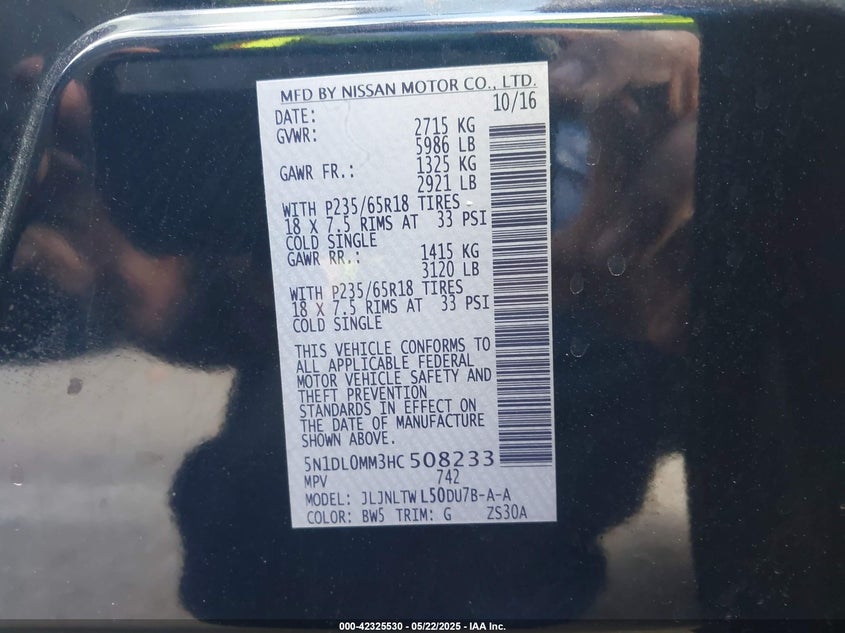 MFD BY NISSAN MOTOR CO., LTD.
DATE: 10/16
GVWR: 2715 KG
5986 LB
GAWR FR.: 1325 KG
2921 LB
WITH P235/65R18 TIRES
18 X 7.5 RIMS AT 33 PSI
COLD SINGLE
GAWR RR.: 1415 KG
3120 LB
WITH P235/65R18 TIRES
18 X 7.5 RIMS AT 33 PSI
COLD SINGLE
THIS VEHICLE CONFORMS TO
ALL APPLICABLE FEDERAL
MOTOR VEHICLE SAFETY AND
THEFT PREVENTION
STANDARDS IN EFFECT ON
THE DATE OF MANUFACTURE
SHOWN ABOVE.
5N1DL0MM3HC 508233
MPV 742
MODEL: JLJNLTW L50DU7B-A-A
COLOR: BW5 TRIM: G ZS30A
000-42325530 - 05/22/2025 - IAA Inc.